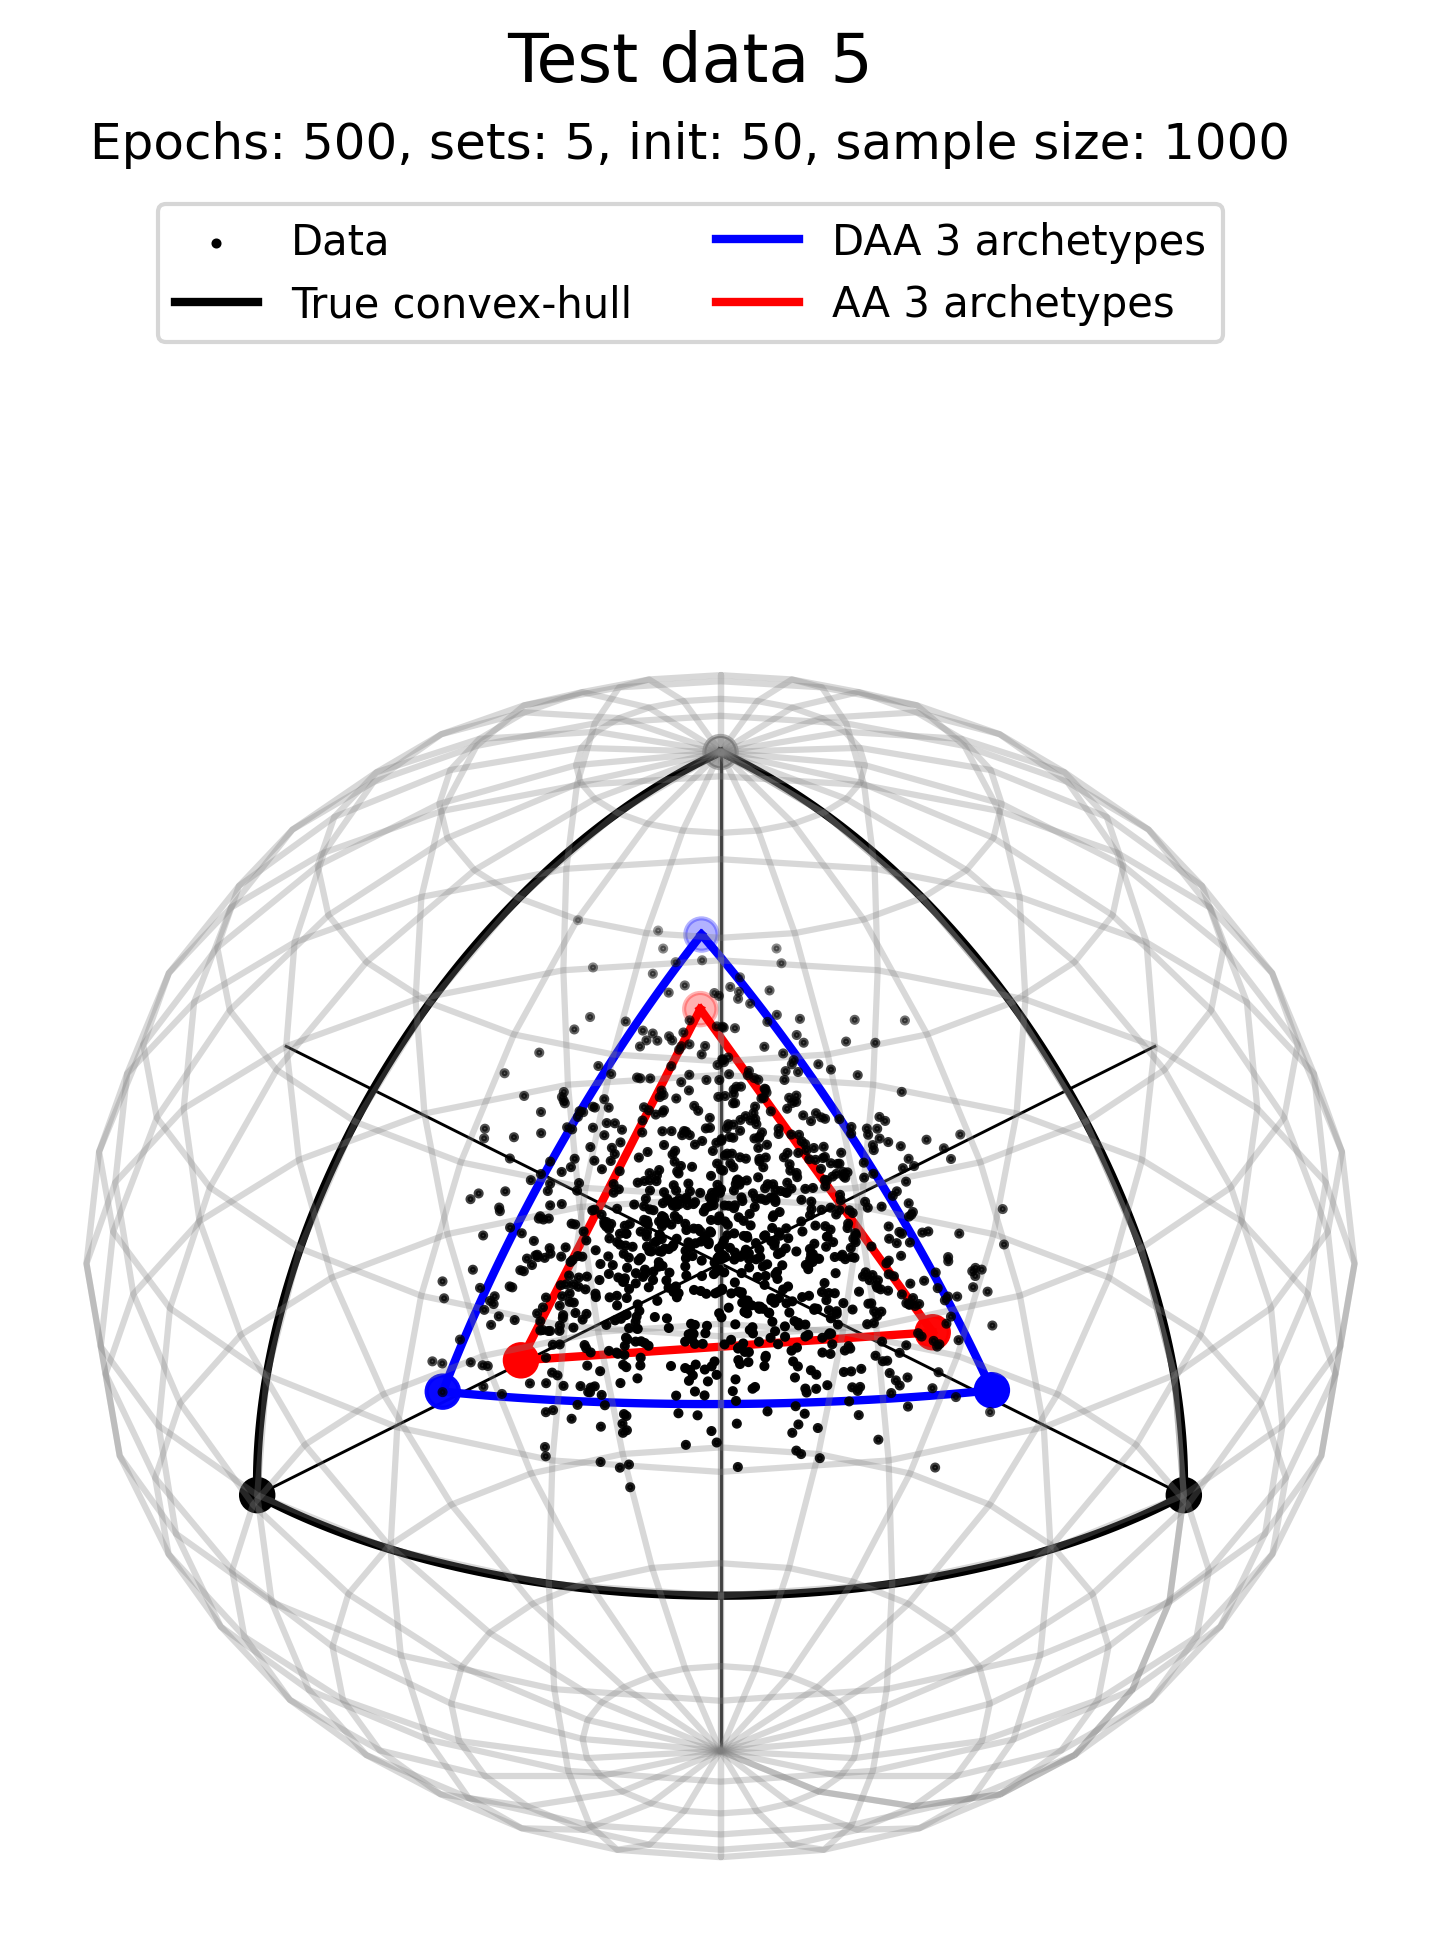 Test data 5
Epochs: 500, sets: 5, init: 50, sample size: 1000
Data
True convex-hull
DAA 3 archetypes
AA 3 archetypes